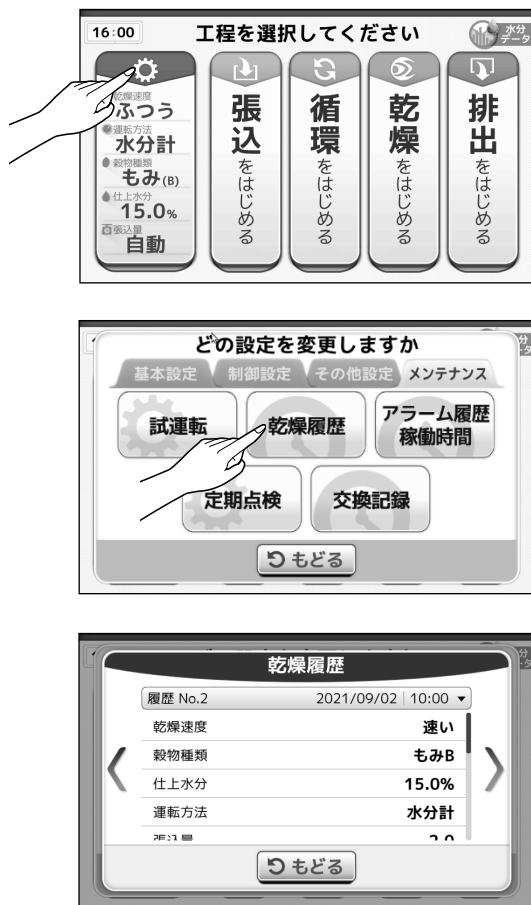 16:00 工程を選択してください 水分データ
乾燥速度
ふつう
運転方法
水分計
穀物種類
もみ(B)
仕上水分
15.0%
張込量
自動
張込をはじめる
循環をはじめる
乾燥をはじめる
排出をはじめる
どの設定を変更しますか
基本設定 制御設定 その他設定 メンテナンス
試運転 乾燥履歴 アラーム履歴
稼働時間
定期点検 交換記録
もどる
乾燥履歴
履歴 No.2 2021/09/02 10:00
乾燥速度 速い
穀物種類 もみB
仕上水分 15.0%
運転方法 水分計
張込量
もどる